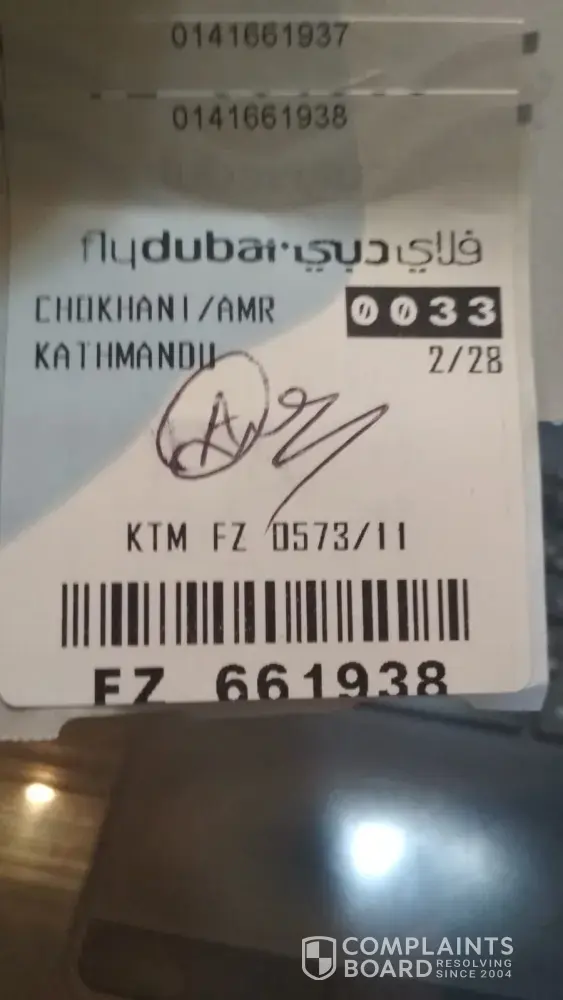 0141661937
0141661938
flydubai فلاي دبي
CHOKHANI/AMR 0033
KATHMANDU 2/28
A
KTM FZ 0573/11
FZ 661938
COMPLAINTS
BOARD RESOLVING
SINCE 2004